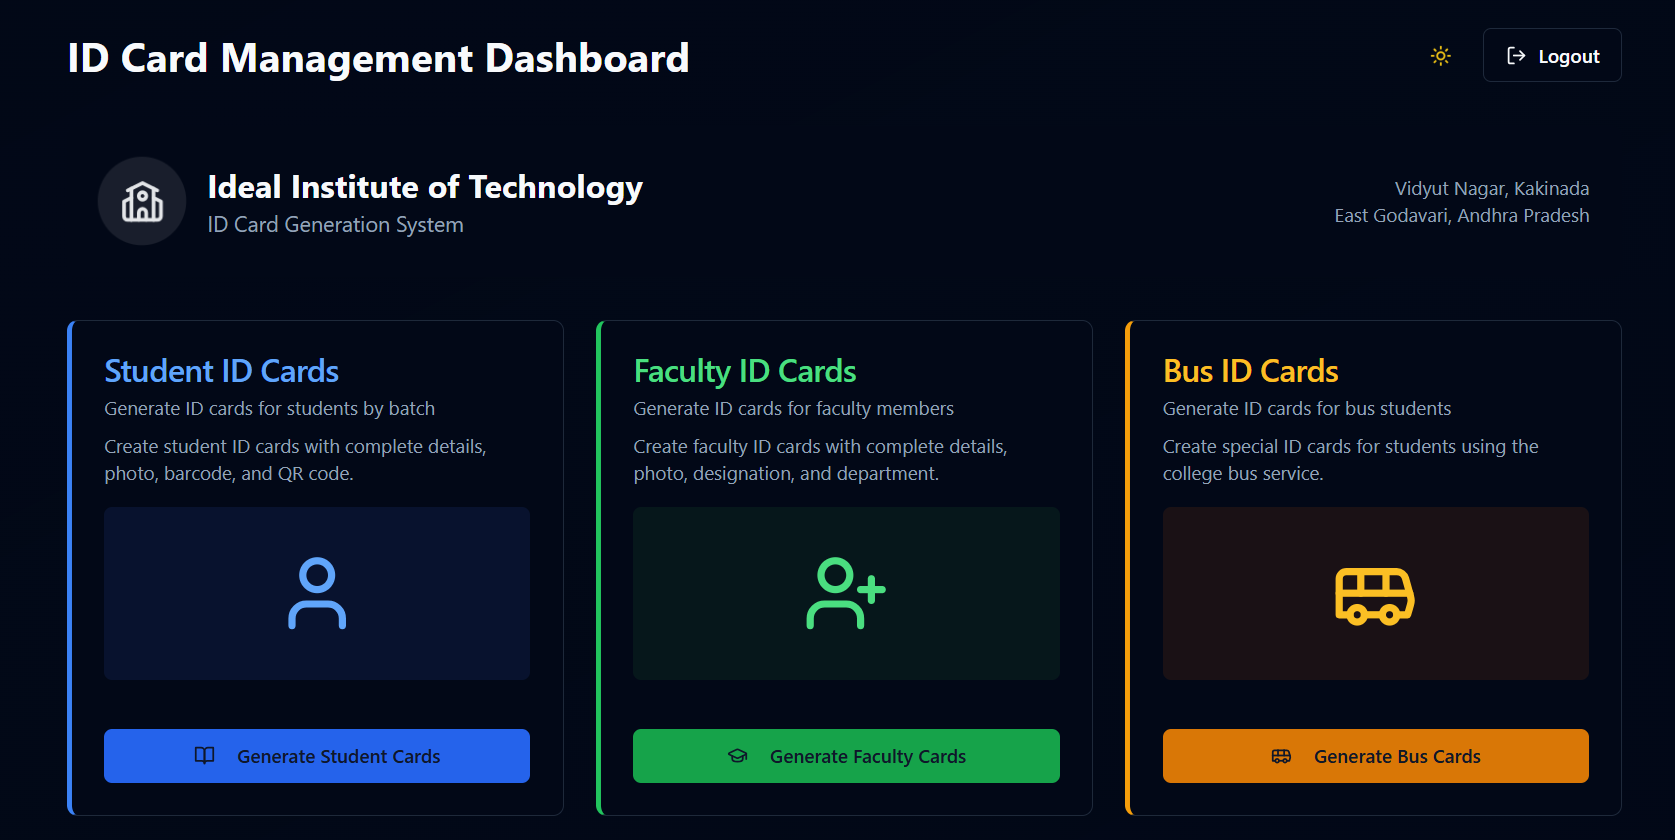 ID Card Management Dashboard
Logout
Ideal Institute of Technology
ID Card Generation System
Vidyut Nagar, Kakinada
East Godavari, Andhra Pradesh
Student ID Cards
Generate ID cards for students by batch
Create student ID cards with complete details,
photo, barcode, and QR code.
Generate Student Cards
Faculty ID Cards
Generate ID cards for faculty members
Create faculty ID cards with complete details,
photo, designation, and department.
Generate Faculty Cards
Bus ID Cards
Generate ID cards for bus students
Create special ID cards for students using the
college bus service.
Generate Bus Cards